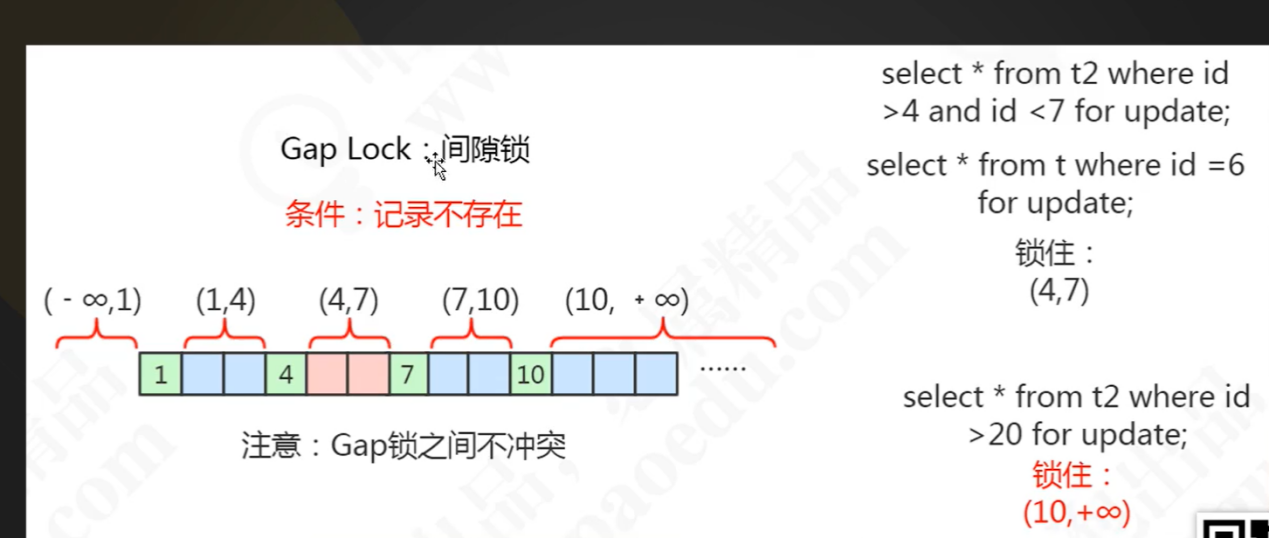 select * from t2 where id
>4 and id <7 for update;
Gap Lock：间隙锁
select * from t where id =6
for update;
条件：记录不存在
锁住：
(4,7)
( - ∞,1) (1,4) (4,7) (7,10) (10, + ∞)
1 4 7 10 ······
select * from t2 where id
>20 for update;
注意：Gap锁之间不冲突
锁住：
(10,+∞)